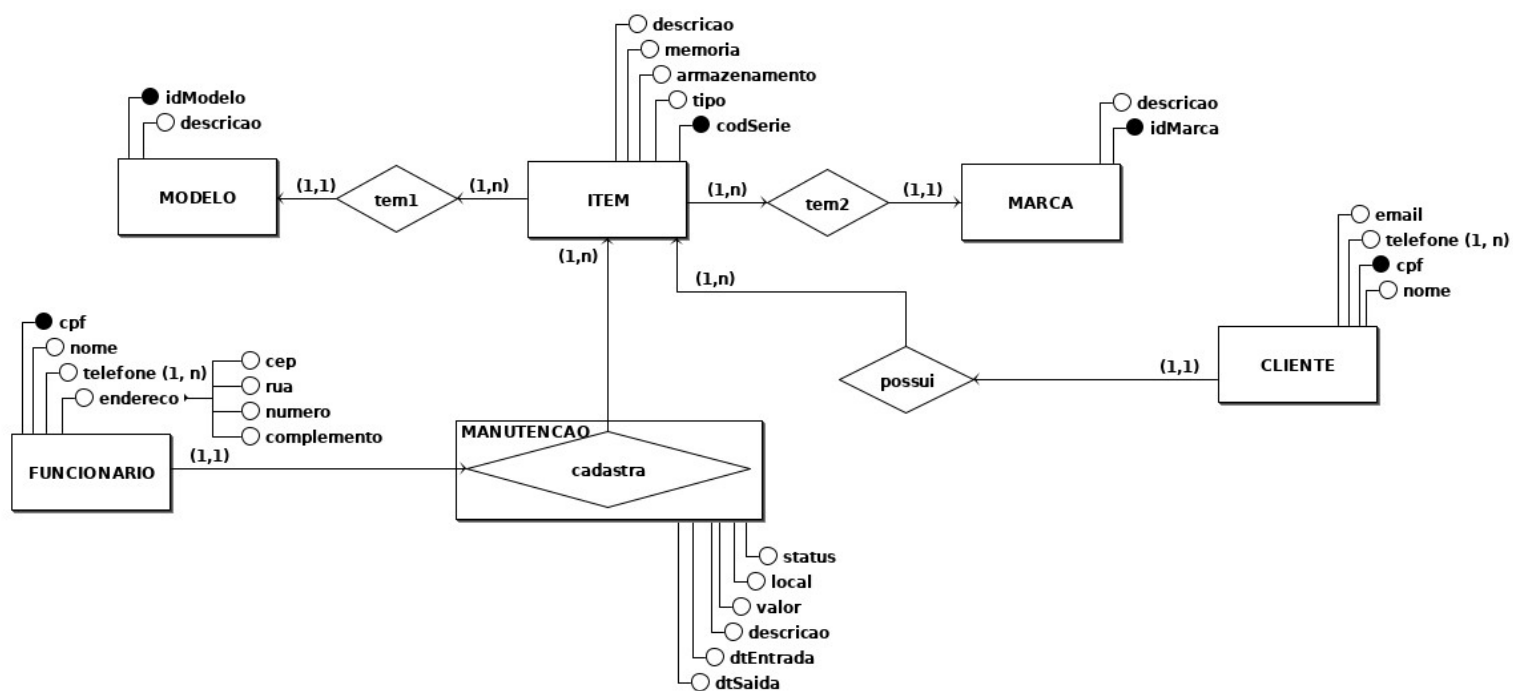 descricao
memoria
armazenamento
tipo
codSerie
idModelo
descricao
descricao
idMarca
MODELO
(1,1)
tem1
(1,n)
ITEM
(1,n)
tem2
(1,1)
MARCA
(1,n)
(1,n)
email
telefone (1, n)
cpf
nome
cpf
nome
telefone (1, n)
endereco
cep
rua
numero
complemento
possui
(1,1)
CLIENTE
FUNCIONARIO
(1,1)
MANUTENCAO
cadastra
status
local
valor
descricao
dtEntrada
dtSaida